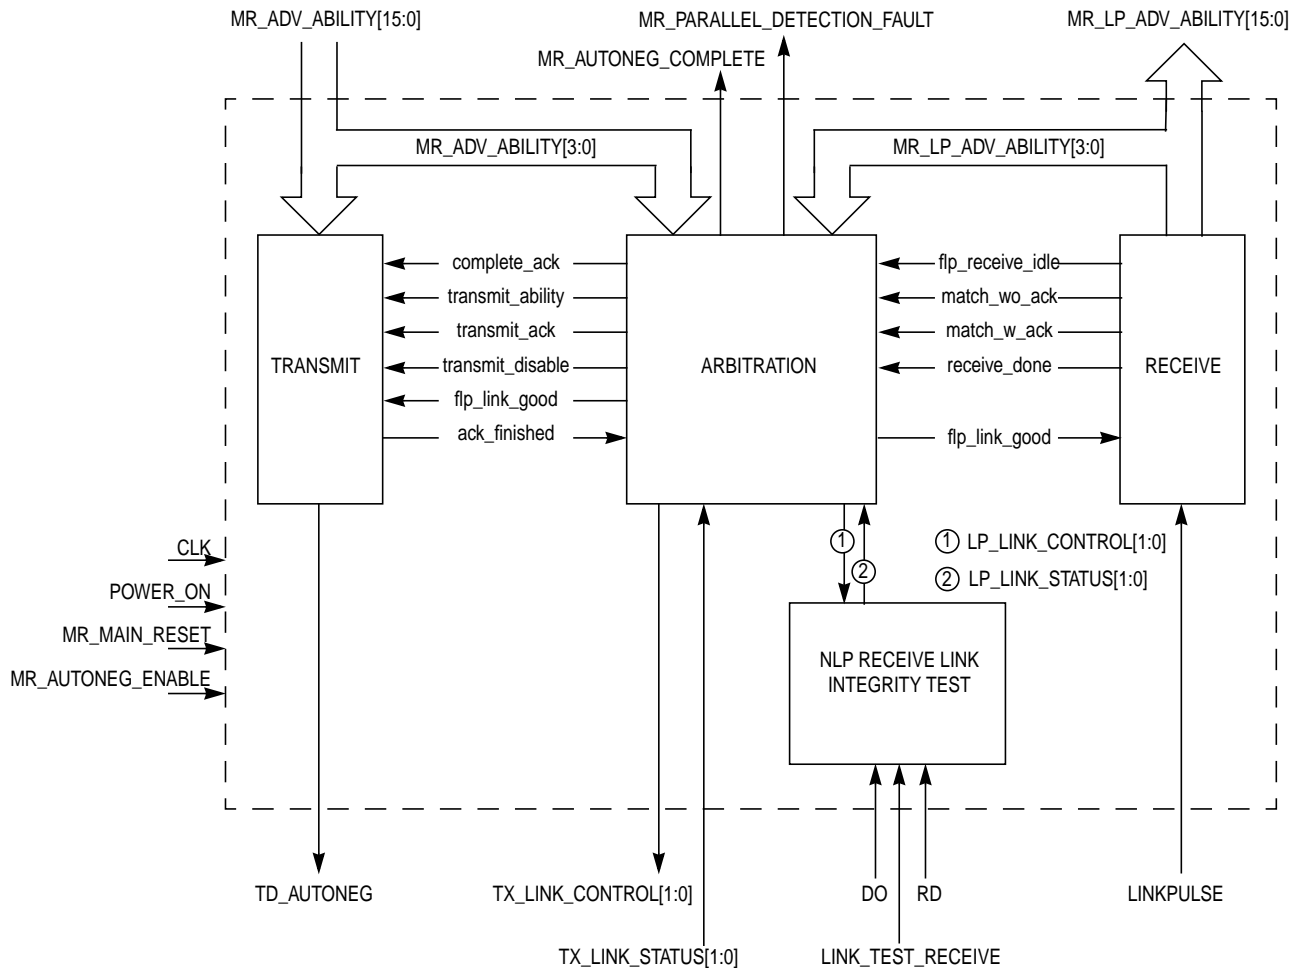 MR_ADV_ABILITY[15:0]
MR_PARALLEL_DETECTION_FAULT
MR_LP_ADV_ABILITY[15:0]
MR_AUTONEG_COMPLETE
MR_ADV_ABILITY[3:0]
MR_LP_ADV_ABILITY[3:0]
complete_ack
flp_receive_idle
transmit_ability
match_wo_ack
transmit_ack
match_w_ack
TRANSMIT
transmit_disable
ARBITRATION
receive_done
RECEIVE
flp_link_good
ack_finished
flp_link_good
1
1 LP_LINK_CONTROL[1:0]
2
2 LP_LINK_STATUS[1:0]
CLK
POWER_ON
MR_MAIN_RESET
MR_AUTONEG_ENABLE
NLP RECEIVE LINK
INTEGRITY TEST
TD_AUTONEG
TX_LINK_CONTROL[1:0]
DO
RD
LINKPULSE
TX_LINK_STATUS[1:0]
LINK_TEST_RECEIVE